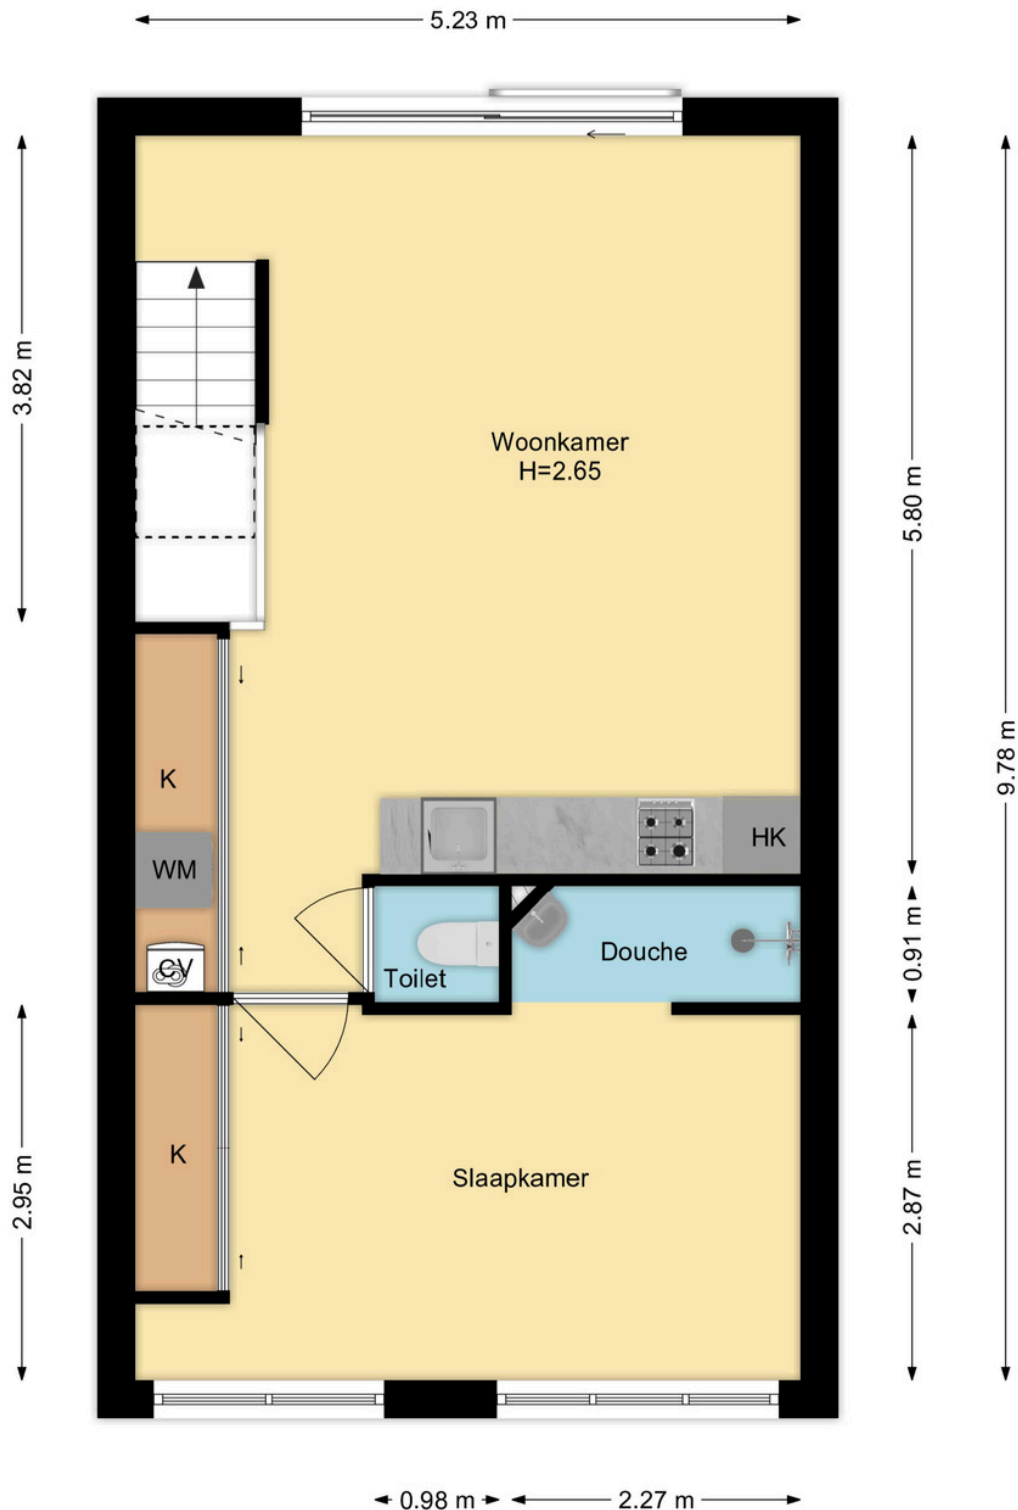 5.23 m
3.82 m
Woonkamer
H=2.65
5.80 m
9.78 m
K
WM
HK
CV
Toilet
Douche
0.91 m
K
Slaapkamer
2.95 m
2.87 m
0.98 m
2.27 m